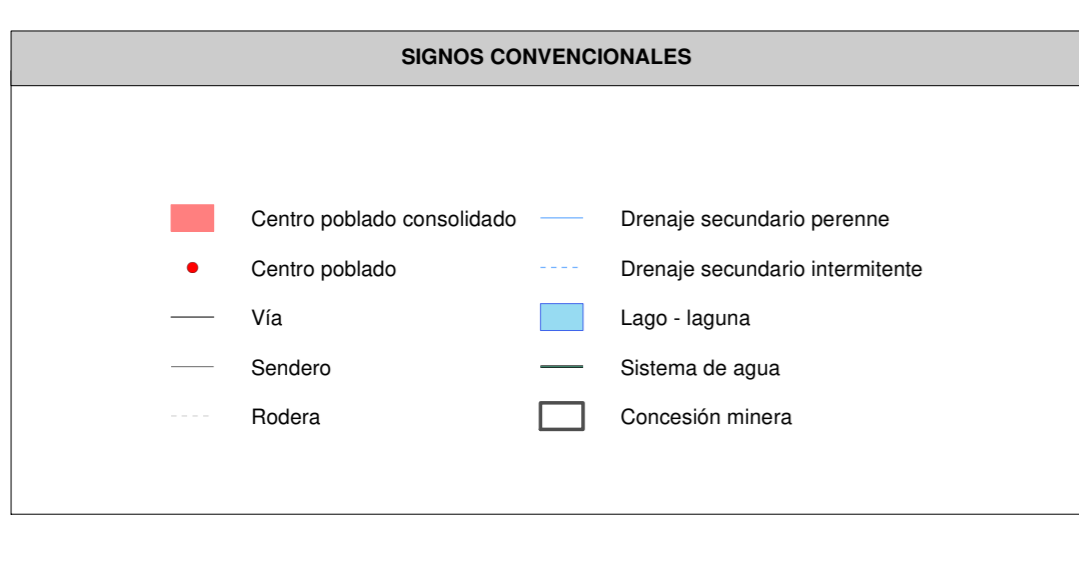 SIGNOS CONVENCIONALES
Centro poblado consolidado
Centro poblado
Vía
Sendero
Rodera
Drenaje secundario perenne
Drenaje secundario intermitente
Lago - laguna
Sistema de agua
Concesión minera